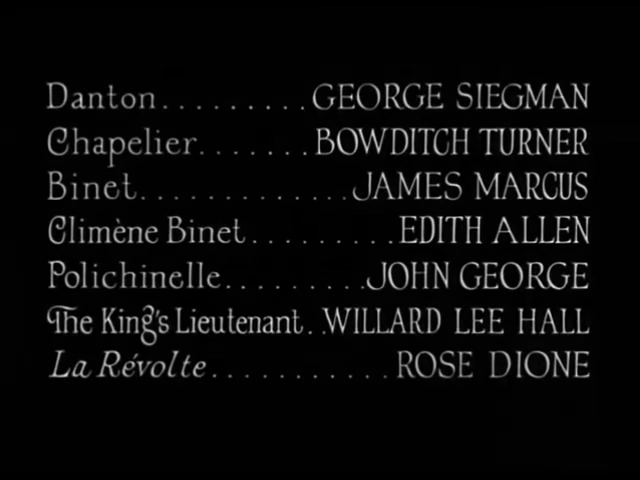 Danton.........GEORGE SIEGMAN
Chapelier.......BOWDITCH TURNER
Binet.............JAMES MARCUS
Climène Binet.........EDITH ALLEN
Polichinelle.........JOHN GEORGE
The King's Lieutenant..WILLARD LEE HALL
La Révolte...........ROSE DIONE